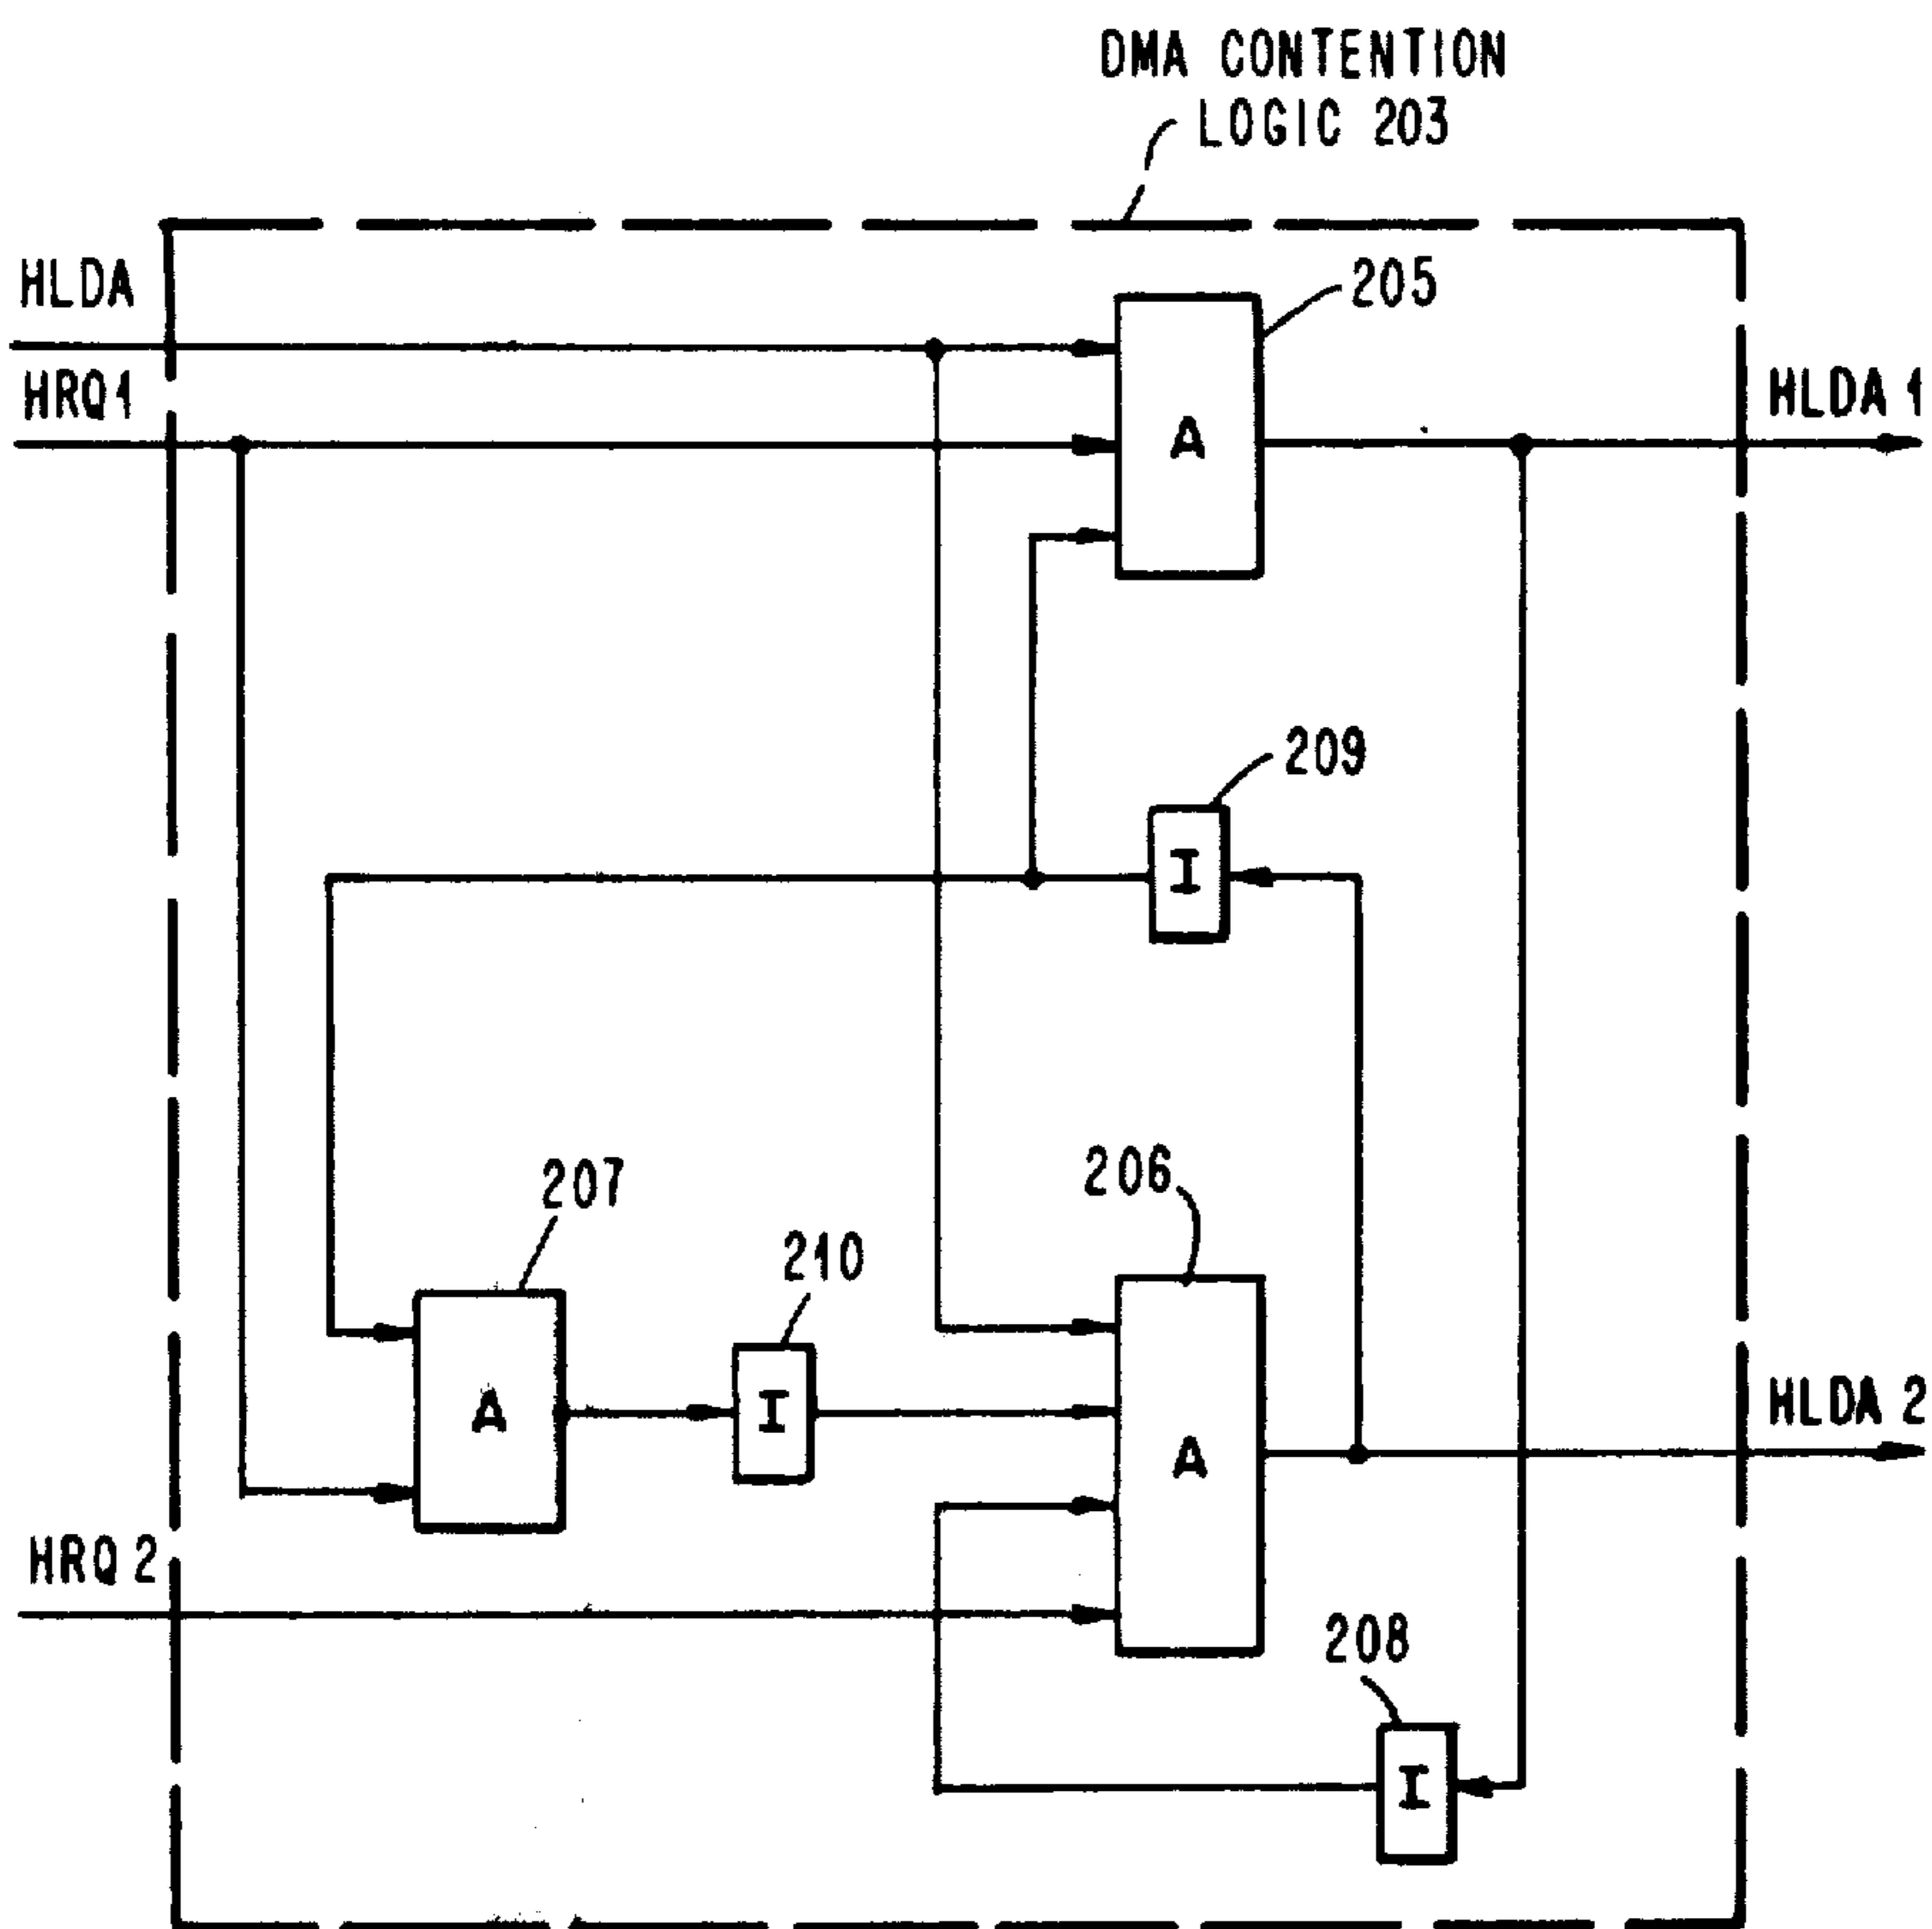 DMA CONTENTION
LOGIC 203
HLDA
205
HRQ1
HLDA 1
A
209
I
207
206
210
A
I
A
HLDA 2
HRQ 2
208
I